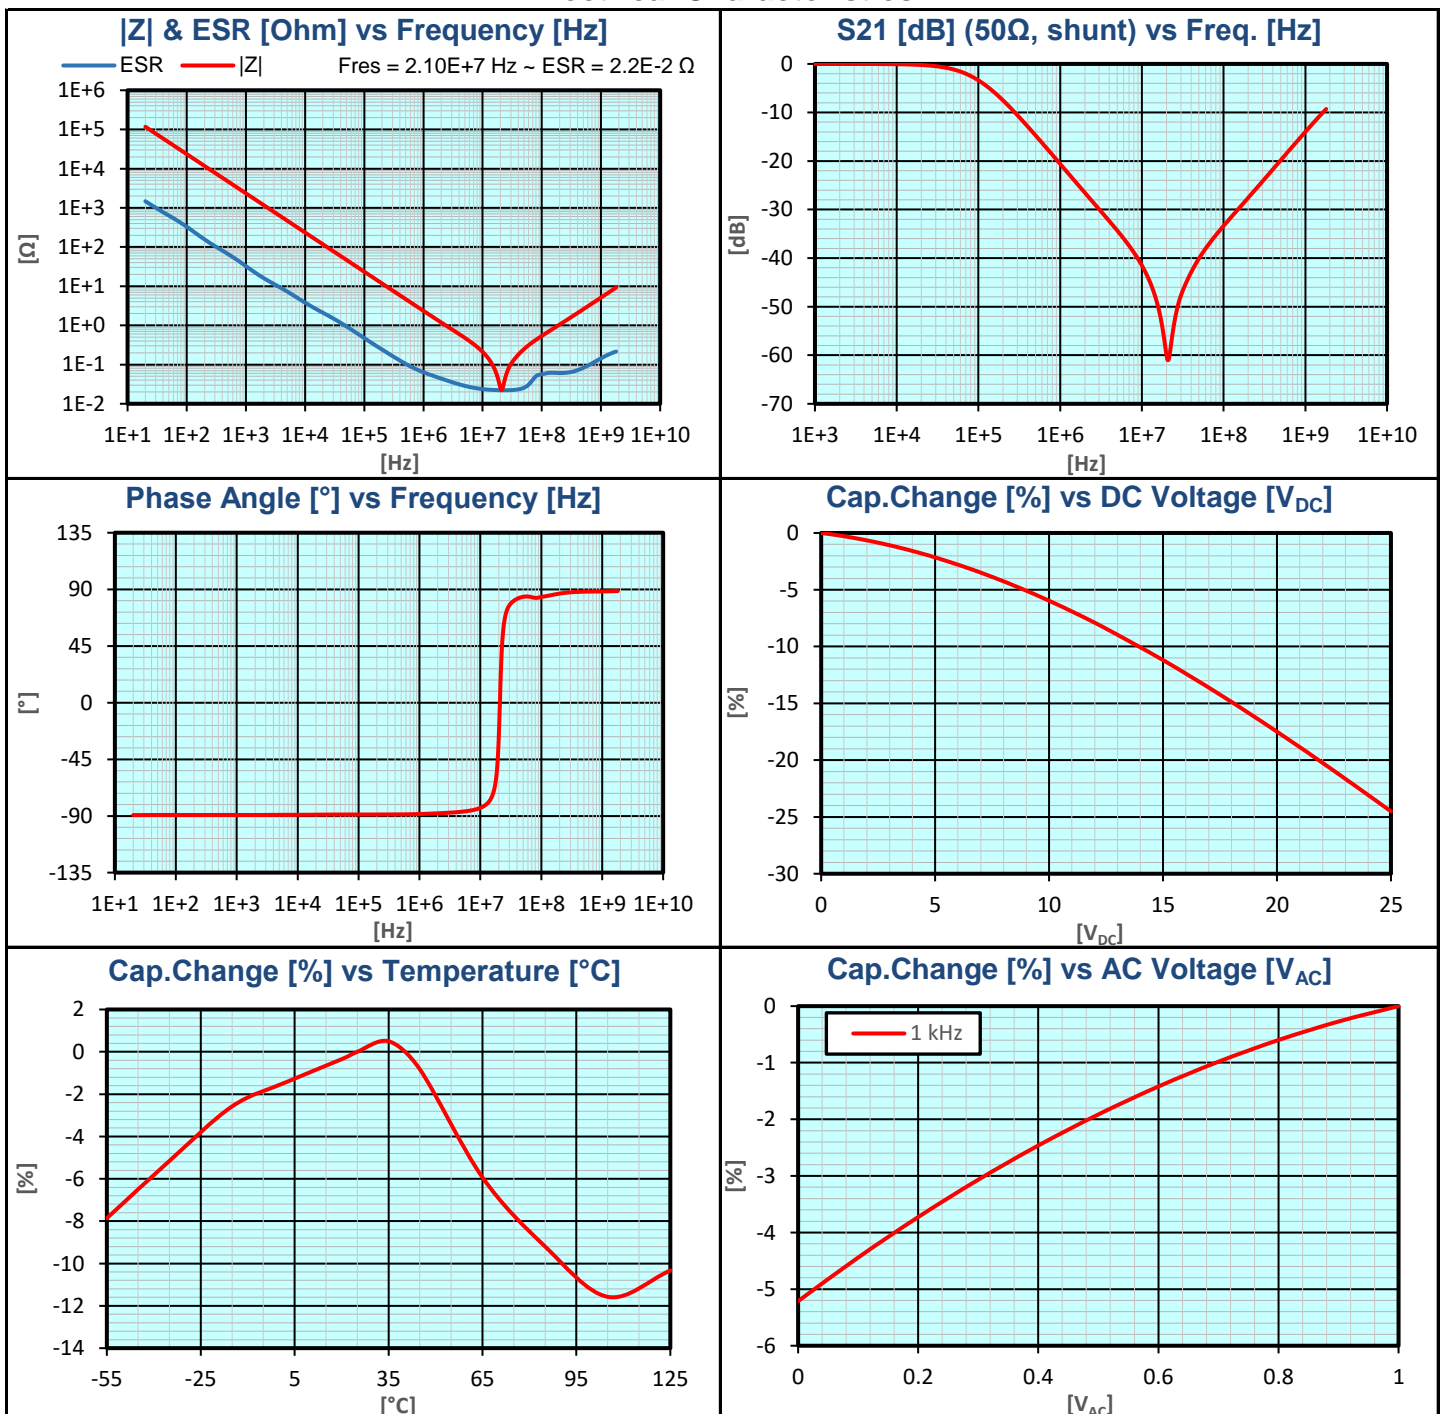 |Z| & ESR [Ohm] vs Frequency [Hz]
ESR |Z| Fres = 2.10E+7 Hz ~ ESR = 2.2E-2 Ω
1E+6
1E+5
1E+4
1E+3
1E+2
1E+1
1E+0
1E-1
1E-2
[Ω]
1E+1 1E+2 1E+3 1E+4 1E+5 1E+6 1E+7 1E+8 1E+9 1E+10
[Hz]
S21 [dB] (50Ω, shunt) vs Freq. [Hz]
0
-10
-20
-30
-40
-50
-60
-70
[dB]
1E+3 1E+4 1E+5 1E+6 1E+7 1E+8 1E+9 1E+10
[Hz]
Phase Angle [°] vs Frequency [Hz]
135
90
45
0
-45
-90
-135
[°]
1E+1 1E+2 1E+3 1E+4 1E+5 1E+6 1E+7 1E+8 1E+9 1E+10
[Hz]
Cap.Change [%] vs DC Voltage [VDC]
0
-5
-10
-15
-20
-25
-30
[%]
0 5 10 15 20 25
[VDC]
Cap.Change [%] vs Temperature [°C]
2
0
-2
-4
-6
-8
-10
-12
-14
[%]
-55 -25 5 35 65 95 125
[°C]
Cap.Change [%] vs AC Voltage [VAC]
1 kHz
0
-1
-2
-3
-4
-5
-6
[%]
0 0.2 0.4 0.6 0.8 1
[VAC]